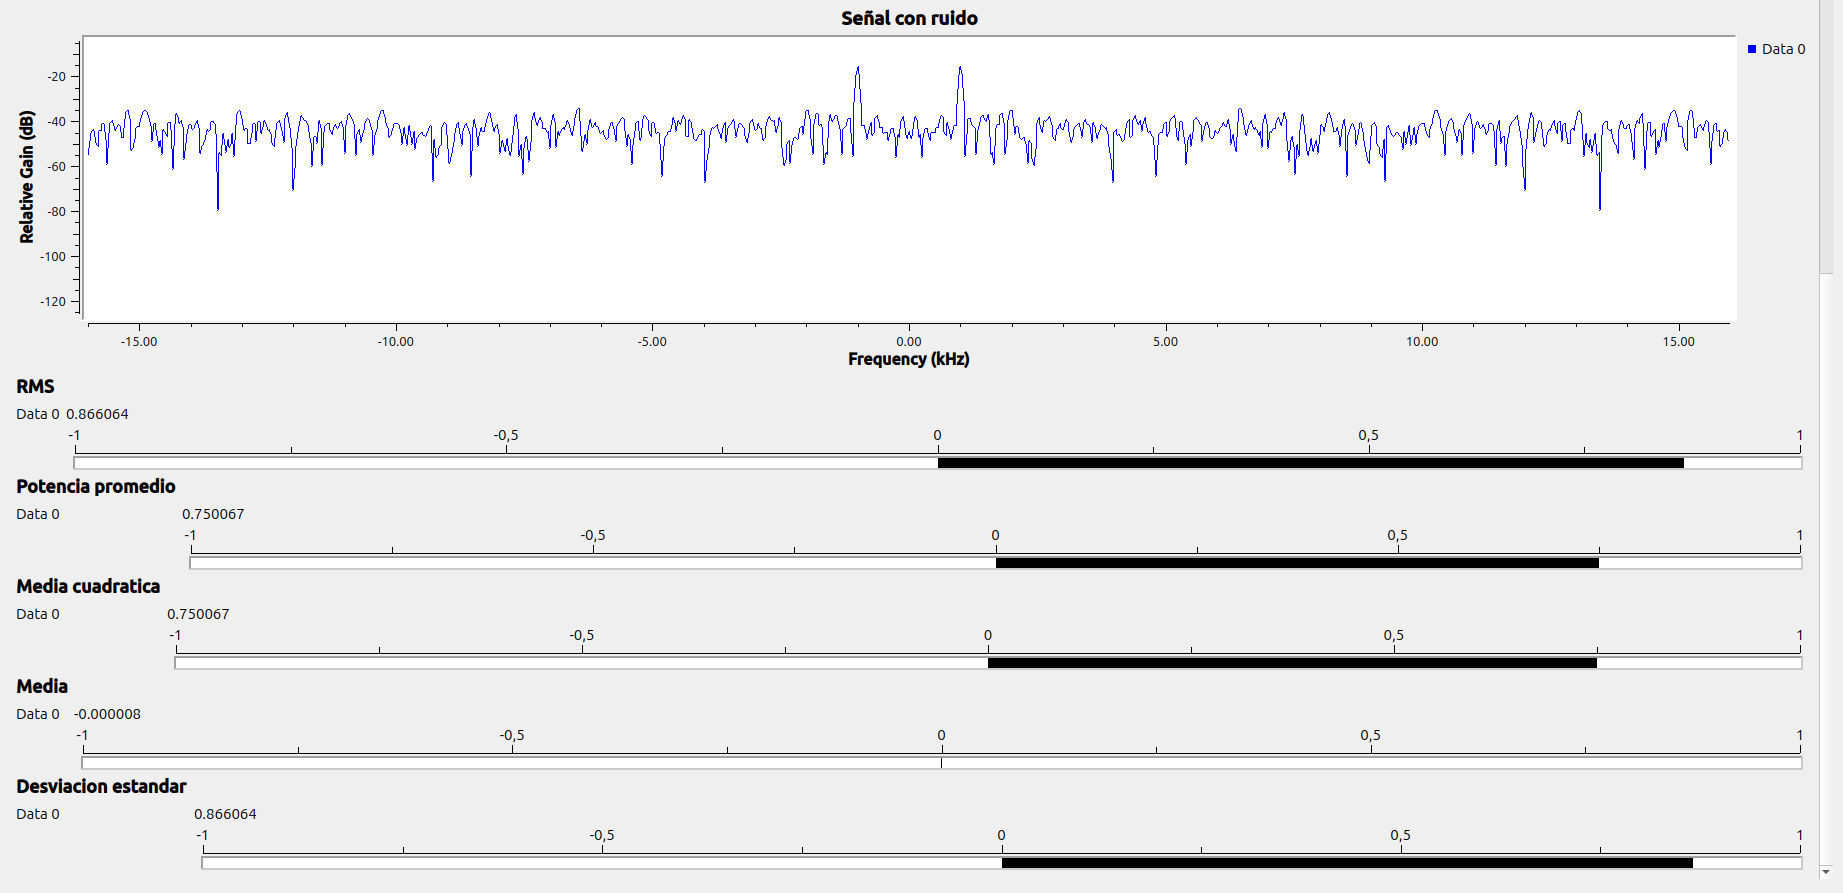 Señal con ruido
Data 0
Relative Gain (dB)
-20
-40
-60
-80
-100
-120
-15.00 -10.00 -5.00 0.00 5.00 10.00 15.00
Frequency (kHz)
RMS
Data 0 0.866064
-1 -0,5 0 0,5 1
Potencia promedio
Data 0 0.750067
-1 -0,5 0 0,5 1
Media cuadratica
Data 0 0.750067
-1 -0,5 0 0,5 1
Media
Data 0 -0.000008
-1 -0,5 0 0,5 1
Desviacion estandar
Data 0 0.866064
-1 -0,5 0 0,5 1